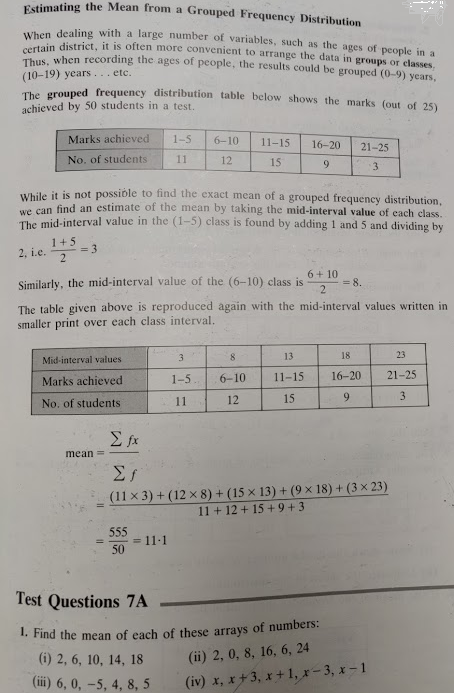 Estimating the Mean from a Grouped Frequency Distribution
When dealing with a large number of variables, such as the ages of people in a
certain district, it is often more convenient to arrange the data in groups or classes.
Thus, when recording the ages of people, the results could be grouped (0–9) years,
(10–19) years . . . etc.
The grouped frequency distribution table below shows the marks (out of 25)
achieved by 50 students in a test.
Marks achieved 1–5 6–10 11–15 16–20 21–25
No. of students 11 12 15 9 3
While it is not possible to find the exact mean of a grouped frequency distribution,
we can find an estimate of the mean by taking the mid-interval value of each class.
The mid-interval value in the (1–5) class is found by adding 1 and 5 and dividing by
2, i.e. (1 + 5)/2 = 3
Similarly, the mid-interval value of the (6–10) class is (6 + 10)/2 = 8.
The table given above is reproduced again with the mid-interval values written in
smaller print over each class interval.
Mid-interval values 3 8 13 18 23
Marks achieved 1–5 6–10 11–15 16–20 21–25
No. of students 11 12 15 9 3
mean = ∑ fx / ∑ f
= ((11 × 3) + (12 × 8) + (15 × 13) + (9 × 18) + (3 × 23)) / (11 + 12 + 15 + 9 + 3)
= 555/50 = 11·1
Test Questions 7A
1. Find the mean of each of these arrays of numbers:
(i) 2, 6, 10, 14, 18 (ii) 2, 0, 8, 16, 6, 24
(iii) 6, 0, −5, 4, 8, 5 (iv) x, x + 3, x + 1, x − 3, x − 1